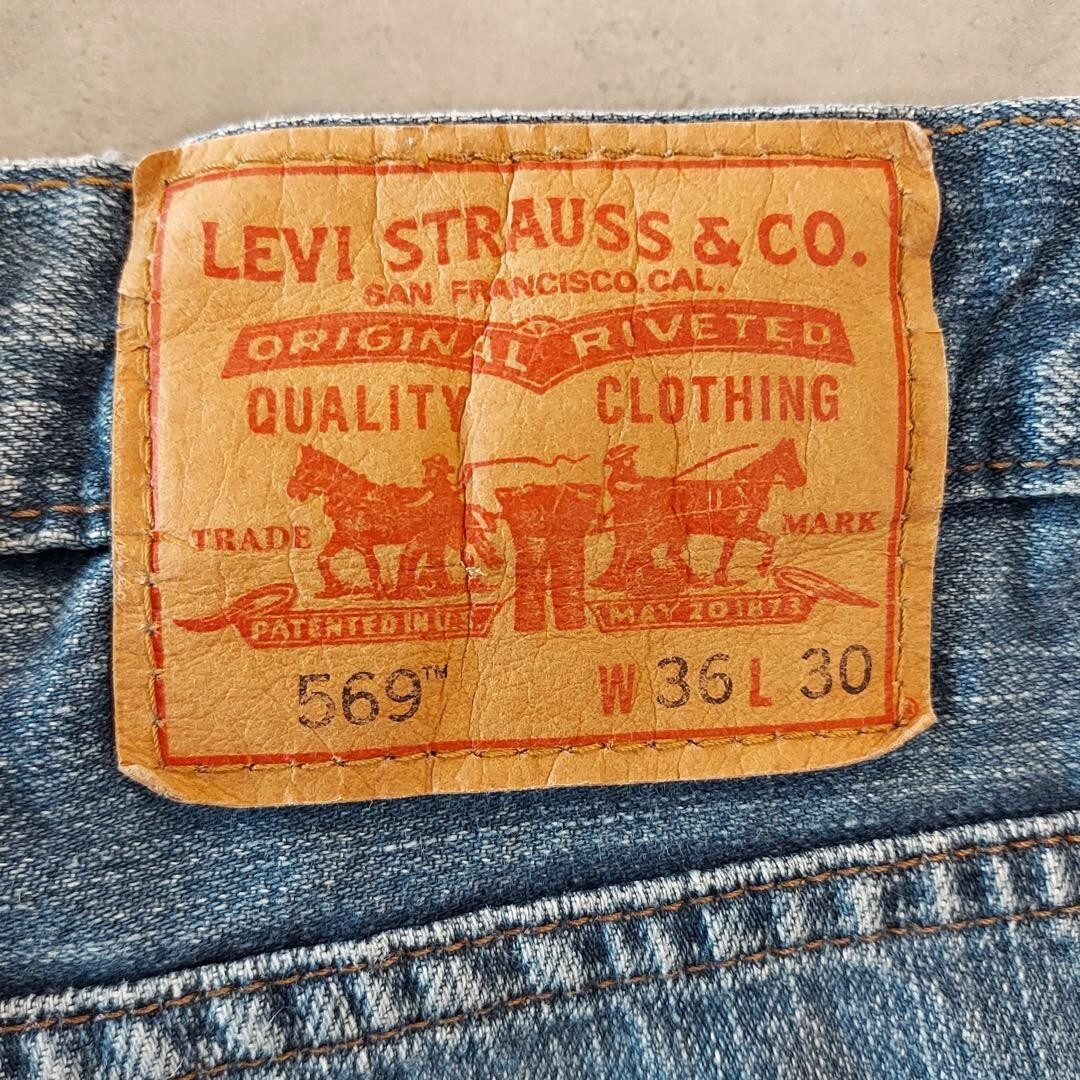 LEVI STRAUSS & CO.
SAN FRANCISCO, CAL.
ORIGINAL RIVETED
QUALITY CLOTHING
TRADE MARK
PATENTED IN U.S. MAY 20 1873
569™ W 36 L 30
®